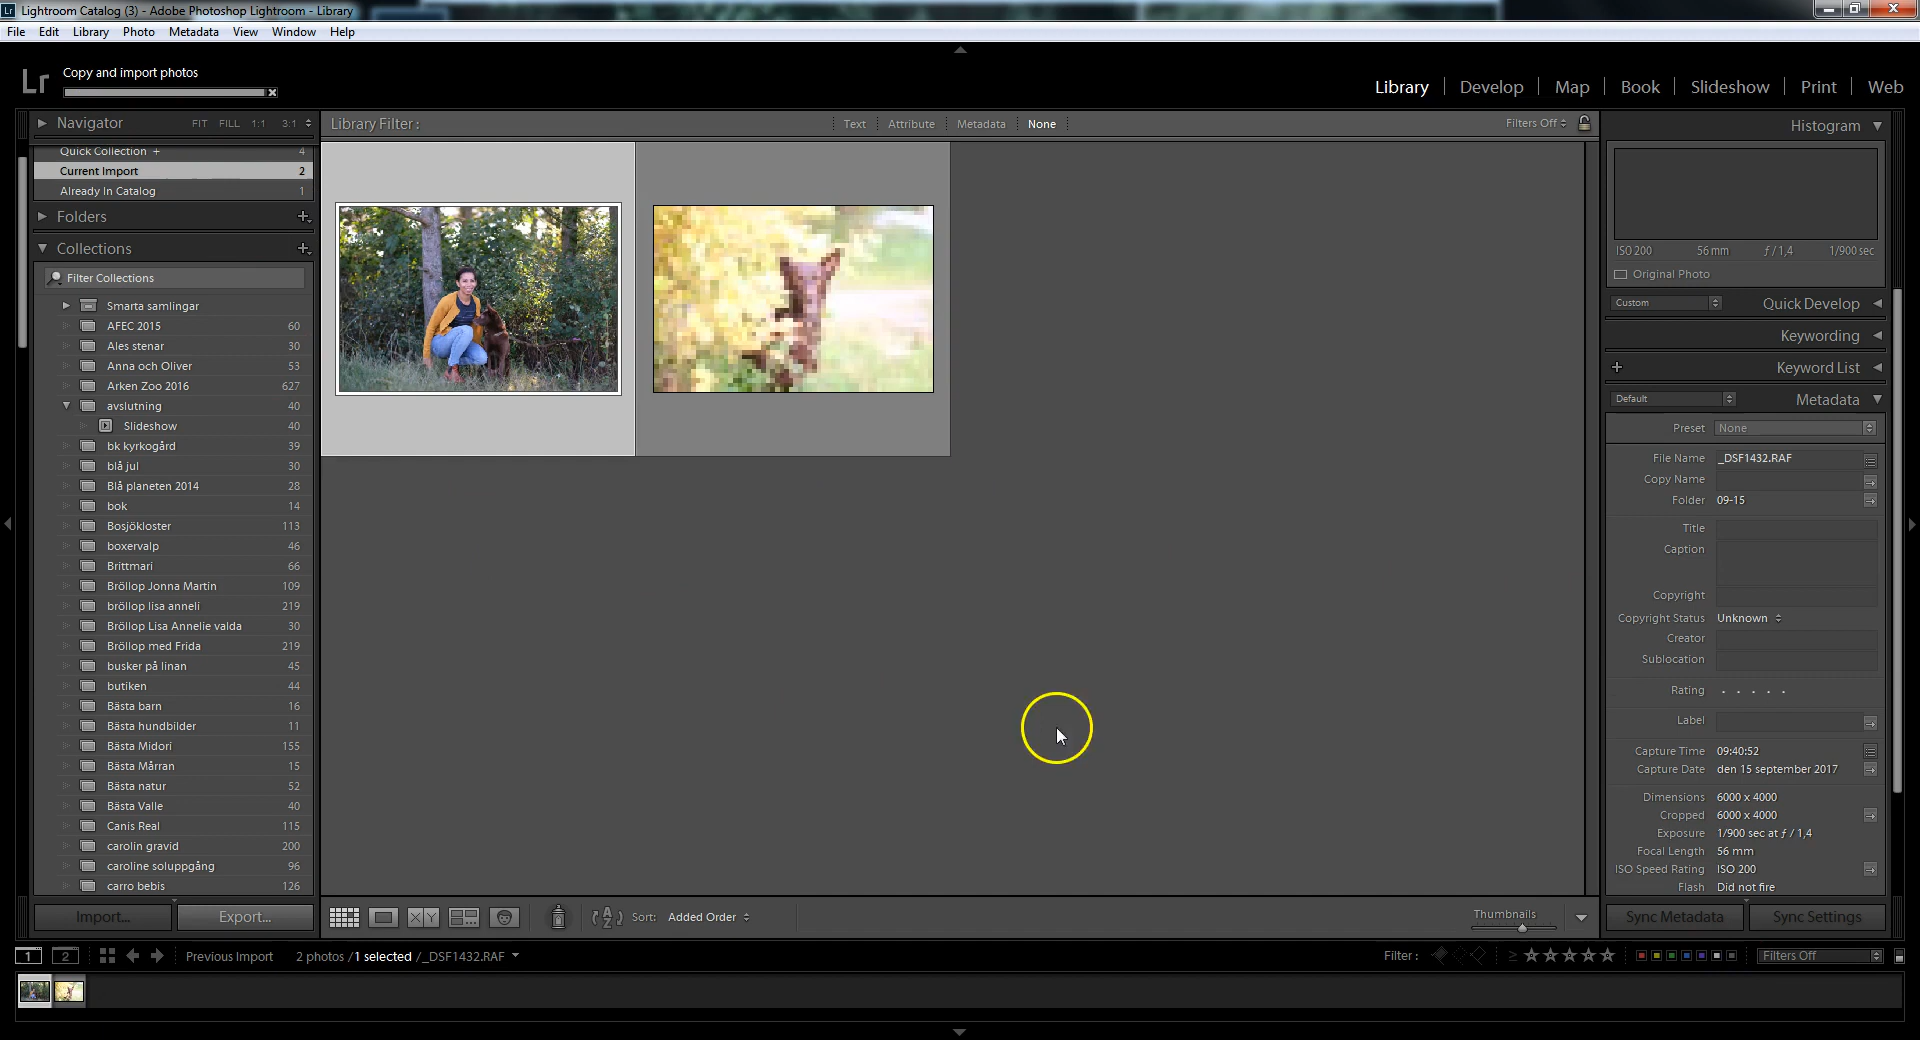 Lightroom Catalog (3) - Adobe Photoshop Lightroom - Library
File Edit Library Photo Metadata View Window Help
Lr
Copy and import photos
Library Develop Map Book Slideshow Print Web
Navigator FIT FILL 1:1 3:1
Quick Collection + 4
Current Import 2
Already In Catalog 1
Folders
Collections
Filter Collections
Smarta samlingar
AFEC 2015 60
Ales stenar 30
Anna och Oliver 53
Arken Zoo 2016 627
avslutning 40
Slideshow 40
bk kyrkogård 39
blå jul 30
Blå planeten 2014 28
bok 14
Bosjökloster 113
boxervalp 46
Brittmari 66
Bröllop Jonna Martin 109
bröllop lisa anneli 219
Bröllop Lisa Annelie valda 30
Bröllop med Frida 219
busker på linan 45
butiken 44
Bästa barn 16
Bästa hundbilder 11
Bästa Midori 155
Bästa Mårran 15
Bästa natur 52
Bästa Valle 40
Canis Real 115
carolin gravid 200
caroline soluppgång 96
carro bebis 126
Import... Export...
Library Filter : Text Attribute Metadata None Filters Off
Histogram
ISO 200 56 mm ƒ / 1,4 1/900 sec
Original Photo
Custom Quick Develop
Keywording
Keyword List
Default Metadata
Preset None
File Name _DSF1432.RAF
Copy Name
Folder 09-15
Title
Caption
Copyright
Copyright Status Unknown
Creator
Sublocation
Rating
Label
Capture Time 09:40:52
Capture Date den 15 september 2017
Dimensions 6000 x 4000
Cropped 6000 x 4000
Exposure 1/900 sec at ƒ / 1,4
Focal Length 56 mm
ISO Speed Rating ISO 200
Flash Did not fire
Sync Metadata Sync Settings
X Y Sort: Added Order Thumbnails
1 2 Previous Import 2 photos / 1 selected / _DSF1432.RAF Filter : ≥ Filters Off